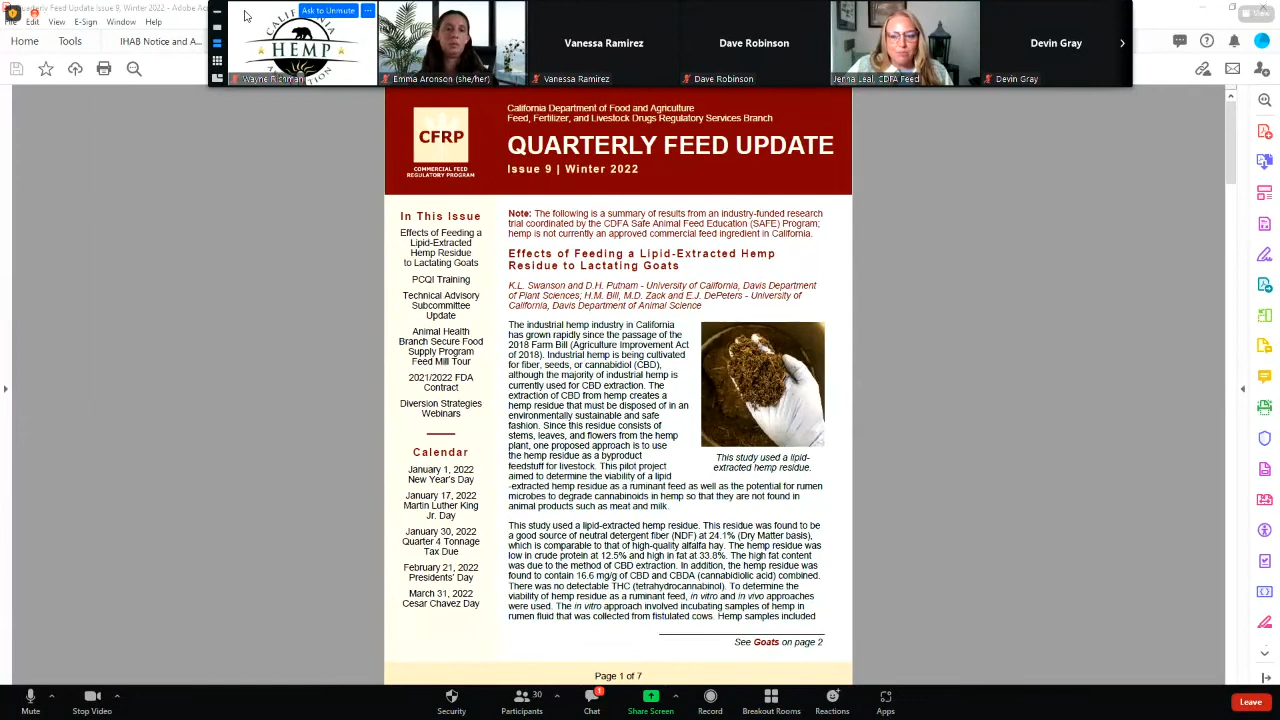 Quarterly Feed Update Issue 9, Winter 2022 - Adobe
File Edit View Sign Window Help
Home Tools IHAB Notice and A...
CALIFORNIA
HEMP
Ask to Unmute
Wayne Richman
Emma Aronson (she/her)
Vanessa Ramirez
Vanessa Ramirez
Dave Robinson
Dave Robinson
Jenna Leal, CDFA Feed
Devin Gray
Devin Gray
View
CFRP
COMMERCIAL FEED
REGULATORY PROGRAM
California Department of Food and Agriculture
Feed, Fertilizer, and Livestock Drugs Regulatory Services Branch
QUARTERLY FEED UPDATE
Issue 9 | Winter 2022
In This Issue
Effects of Feeding a
Lipid-Extracted
Hemp Residue
to Lactating Goats
PCQI Training
Technical Advisory
Subcommittee
Update
Animal Health
Branch Secure Food
Supply Program
Feed Mill Tour
2021/2022 FDA
Contract
Diversion Strategies
Webinars
Calendar
January 1, 2022
New Year's Day
January 17, 2022
Martin Luther King
Jr. Day
January 30, 2022
Quarter 4 Tonnage
Tax Due
February 21, 2022
Presidents' Day
March 31, 2022
Cesar Chavez Day
Note: The following is a summary of results from an industry-funded research
trial coordinated by the CDFA Safe Animal Feed Education (SAFE) Program;
hemp is not currently an approved commercial feed ingredient in California.
Effects of Feeding a Lipid-Extracted Hemp
Residue to Lactating Goats
K.L. Swanson and D.H. Putnam - University of California, Davis Department
of Plant Sciences; H.M. Bill, M.D. Zack and E.J. DePeters - University of
California, Davis Department of Animal Science
The industrial hemp industry in California
has grown rapidly since the passage of the
2018 Farm Bill (Agriculture Improvement Act
of 2018). Industrial hemp is being cultivated
for fiber, seeds, or cannabidiol (CBD),
although the majority of industrial hemp is
currently used for CBD extraction. The
extraction of CBD from hemp creates a
hemp residue that must be disposed of in an
environmentally sustainable and safe
fashion. Since this residue consists of
stems, leaves, and flowers from the hemp
plant, one proposed approach is to use
the hemp residue as a byproduct
feedstuff for livestock. This pilot project
aimed to determine the viability of a lipid
-extracted hemp residue as a ruminant feed as well as the potential for rumen
microbes to degrade cannabinoids in hemp so that they are not found in
animal products such as meat and milk.
This study used a lipid-
extracted hemp residue.
This study used a lipid-extracted hemp residue. This residue was found to be
a good source of neutral detergent fiber (NDF) at 24.1% (Dry Matter basis),
which is comparable to that of high-quality alfalfa hay. The hemp residue was
low in crude protein at 12.5% and high in fat at 33.8%. The high fat content
was due to the method of CBD extraction. In addition, the hemp residue was
found to contain 16.6 mg/g of CBD and CBDA (cannabidiolic acid) combined.
There was no detectable THC (tetrahydrocannabinol). To determine the
viability of hemp residue as a ruminant feed, in vitro and in vivo approaches
were used. The in vitro approach involved incubating samples of hemp in
rumen fluid that was collected from fistulated cows. Hemp samples included
See Goats on page 2
Page 1 of 7
Mute
Stop Video
Security
30
Participants
1
Chat
Share Screen
Record
Breakout Rooms
Reactions
Apps
Leave